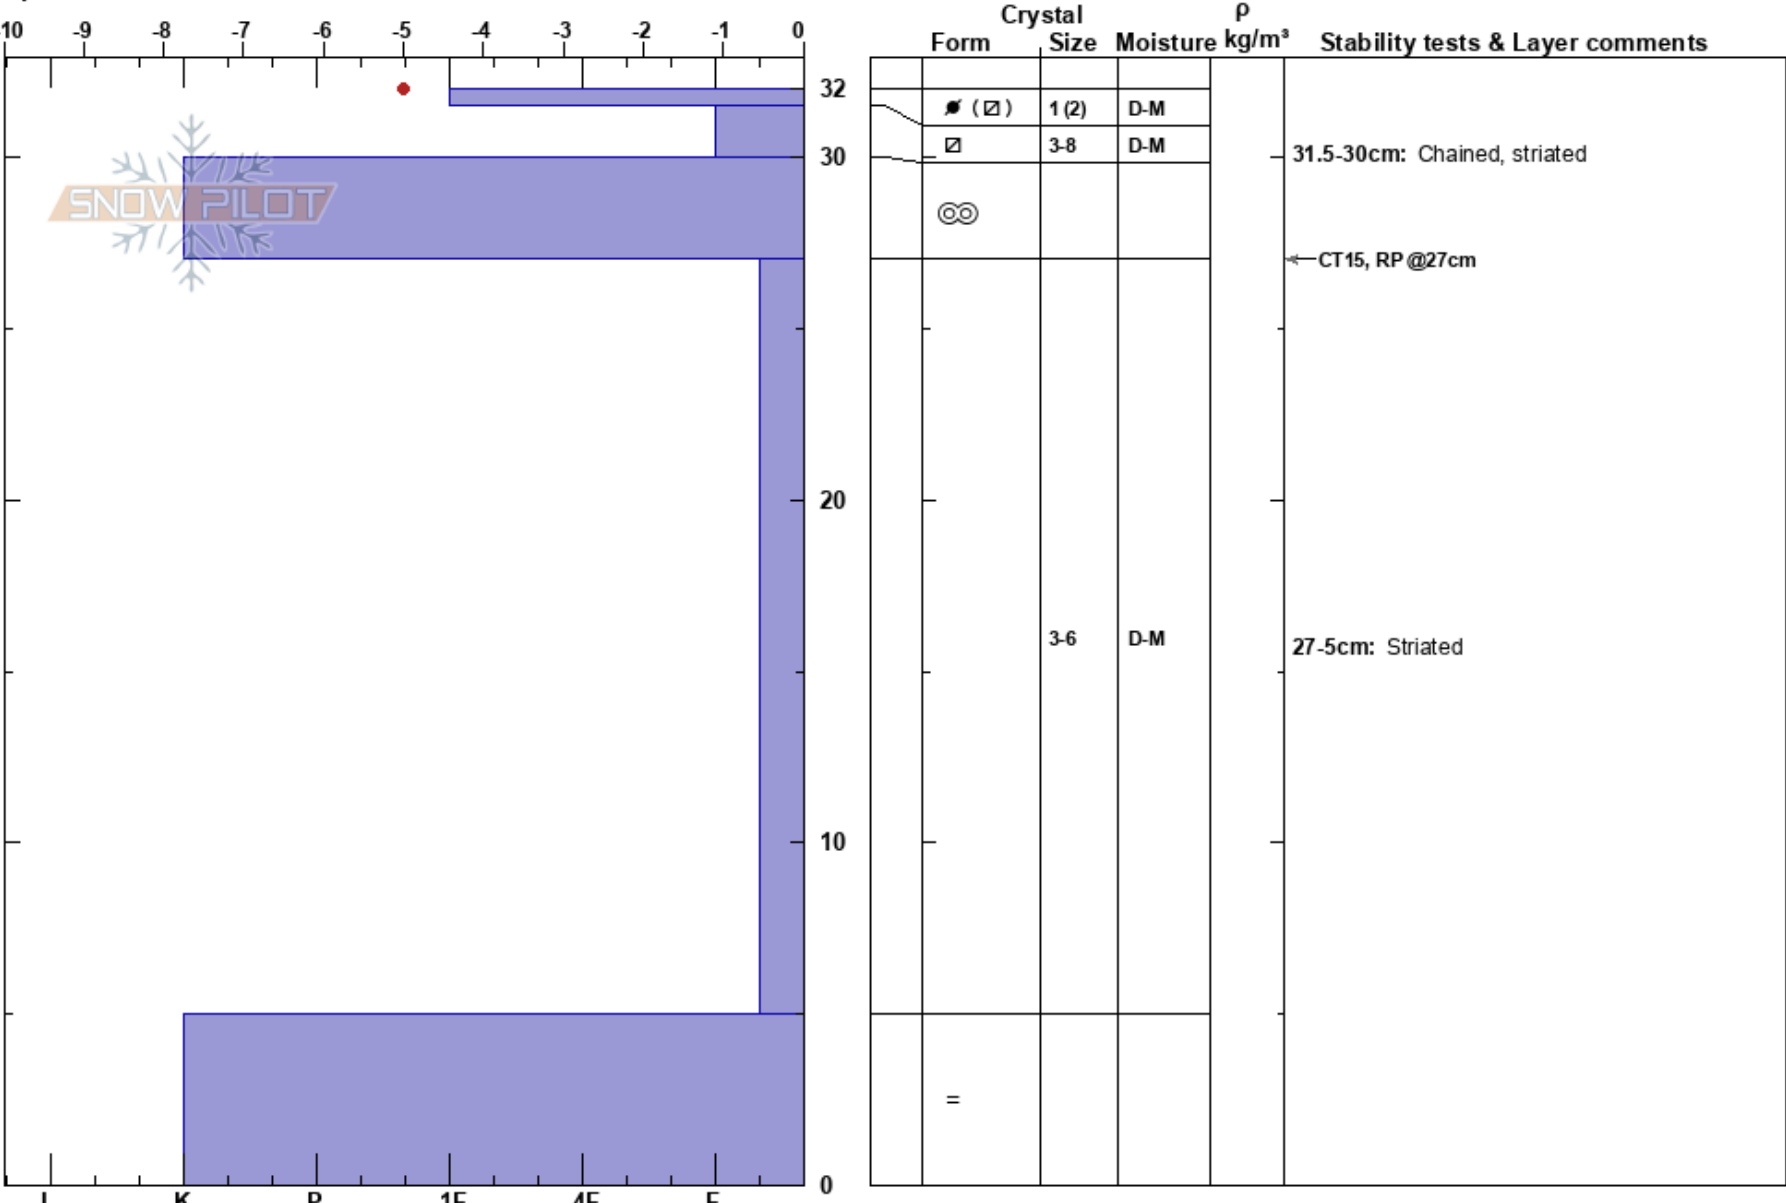 -10 -9 -8 -7 -6 -5 -4 -3 -2 -1 0
Crystal
ρ
Form Size Moisture kg/m³ Stability tests & Layer comments
32
1 (2) D-M
3-8 D-M
30
31.5-30cm: Chained, striated
SNOW PILOT
CT15, RP @27cm
20
3-6 D-M
27-5cm: Striated
10
=
0
I K P 1F 4F F